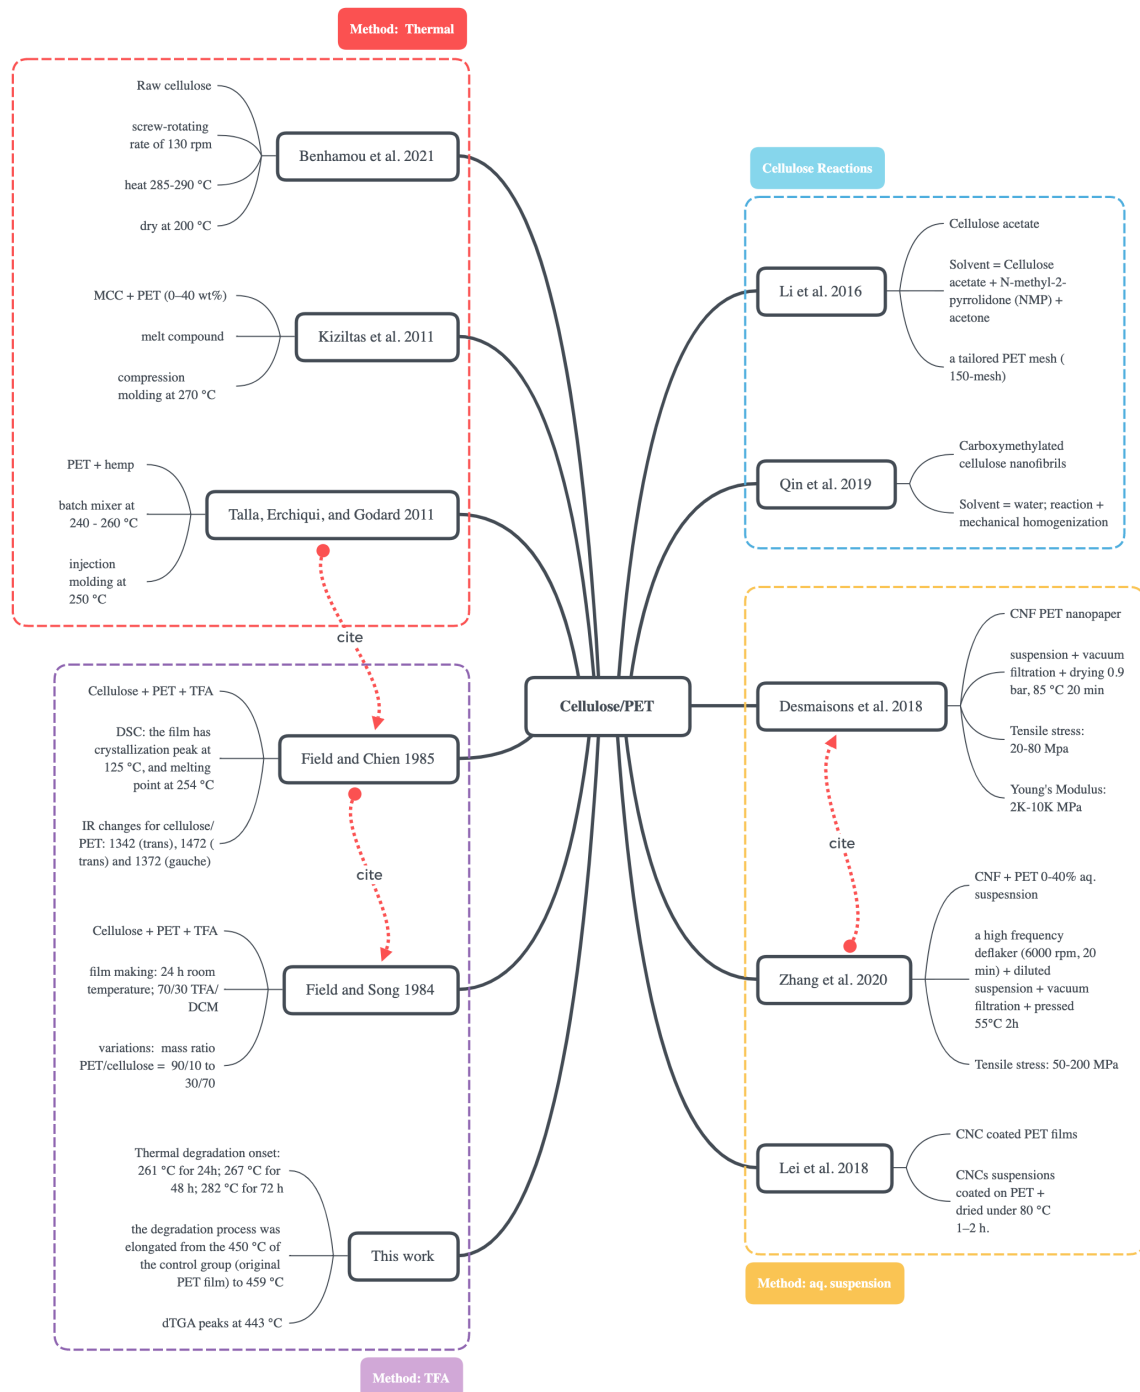 Method:  Thermal
Raw cellulose
screw-rotating
rate of 130 rpm
heat 285-290 °C
dry at 200 °C
Benhamou et al. 2021
MCC + PET (0–40 wt%)
melt compound
compression
molding at 270 °C
Kiziltas et al. 2011
PET + hemp
batch mixer at
240 - 260 °C
injection
molding at
250 °C
Talla, Erchiqui, and Godard 2011
cite
Cellulose + PET + TFA
DSC: the film has
crystallization peak at
125 °C, and melting
point at 254 °C
IR changes for cellulose/
PET: 1342 (trans), 1472 (
trans) and 1372 (gauche)
Field and Chien 1985
cite
Cellulose + PET + TFA
film making: 24 h room
temperature; 70/30 TFA/
DCM
variations:  mass ratio
PET/cellulose =  90/10 to
30/70
Field and Song 1984
Thermal degradation onset:
261 °C for 24h; 267 °C for
48 h; 282 °C for 72 h
the degradation process was
elongated from the 450 °C of
the control group (original
PET film) to 459 °C
dTGA peaks at 443 °C
This work
Method: TFA
Cellulose/PET
Cellulose Reactions
Li et al. 2016
Cellulose acetate
Solvent = Cellulose
acetate + N-methyl-2-
pyrrolidone (NMP) +
acetone
a tailored PET mesh (
150-mesh)
Qin et al. 2019
Carboxymethylated
cellulose nanofibrils
Solvent = water; reaction +
mechanical homogenization
Desmaisons et al. 2018
CNF PET nanopaper
suspension + vacuum
filtration + drying 0.9
bar, 85 °C 20 min
Tensile stress:
20-80 Mpa
Young's Modulus:
2K-10K MPa
cite
Zhang et al. 2020
CNF + PET 0-40% aq.
suspesnsion
a high frequency
deflaker (6000 rpm, 20
min) + diluted
suspension + vacuum
filtration + pressed
55°C 2h
Tensile stress: 50-200 MPa
Lei et al. 2018
CNC coated PET films
CNCs suspensions
coated on PET +
dried under 80 °C
1–2 h.
Method: aq. suspension